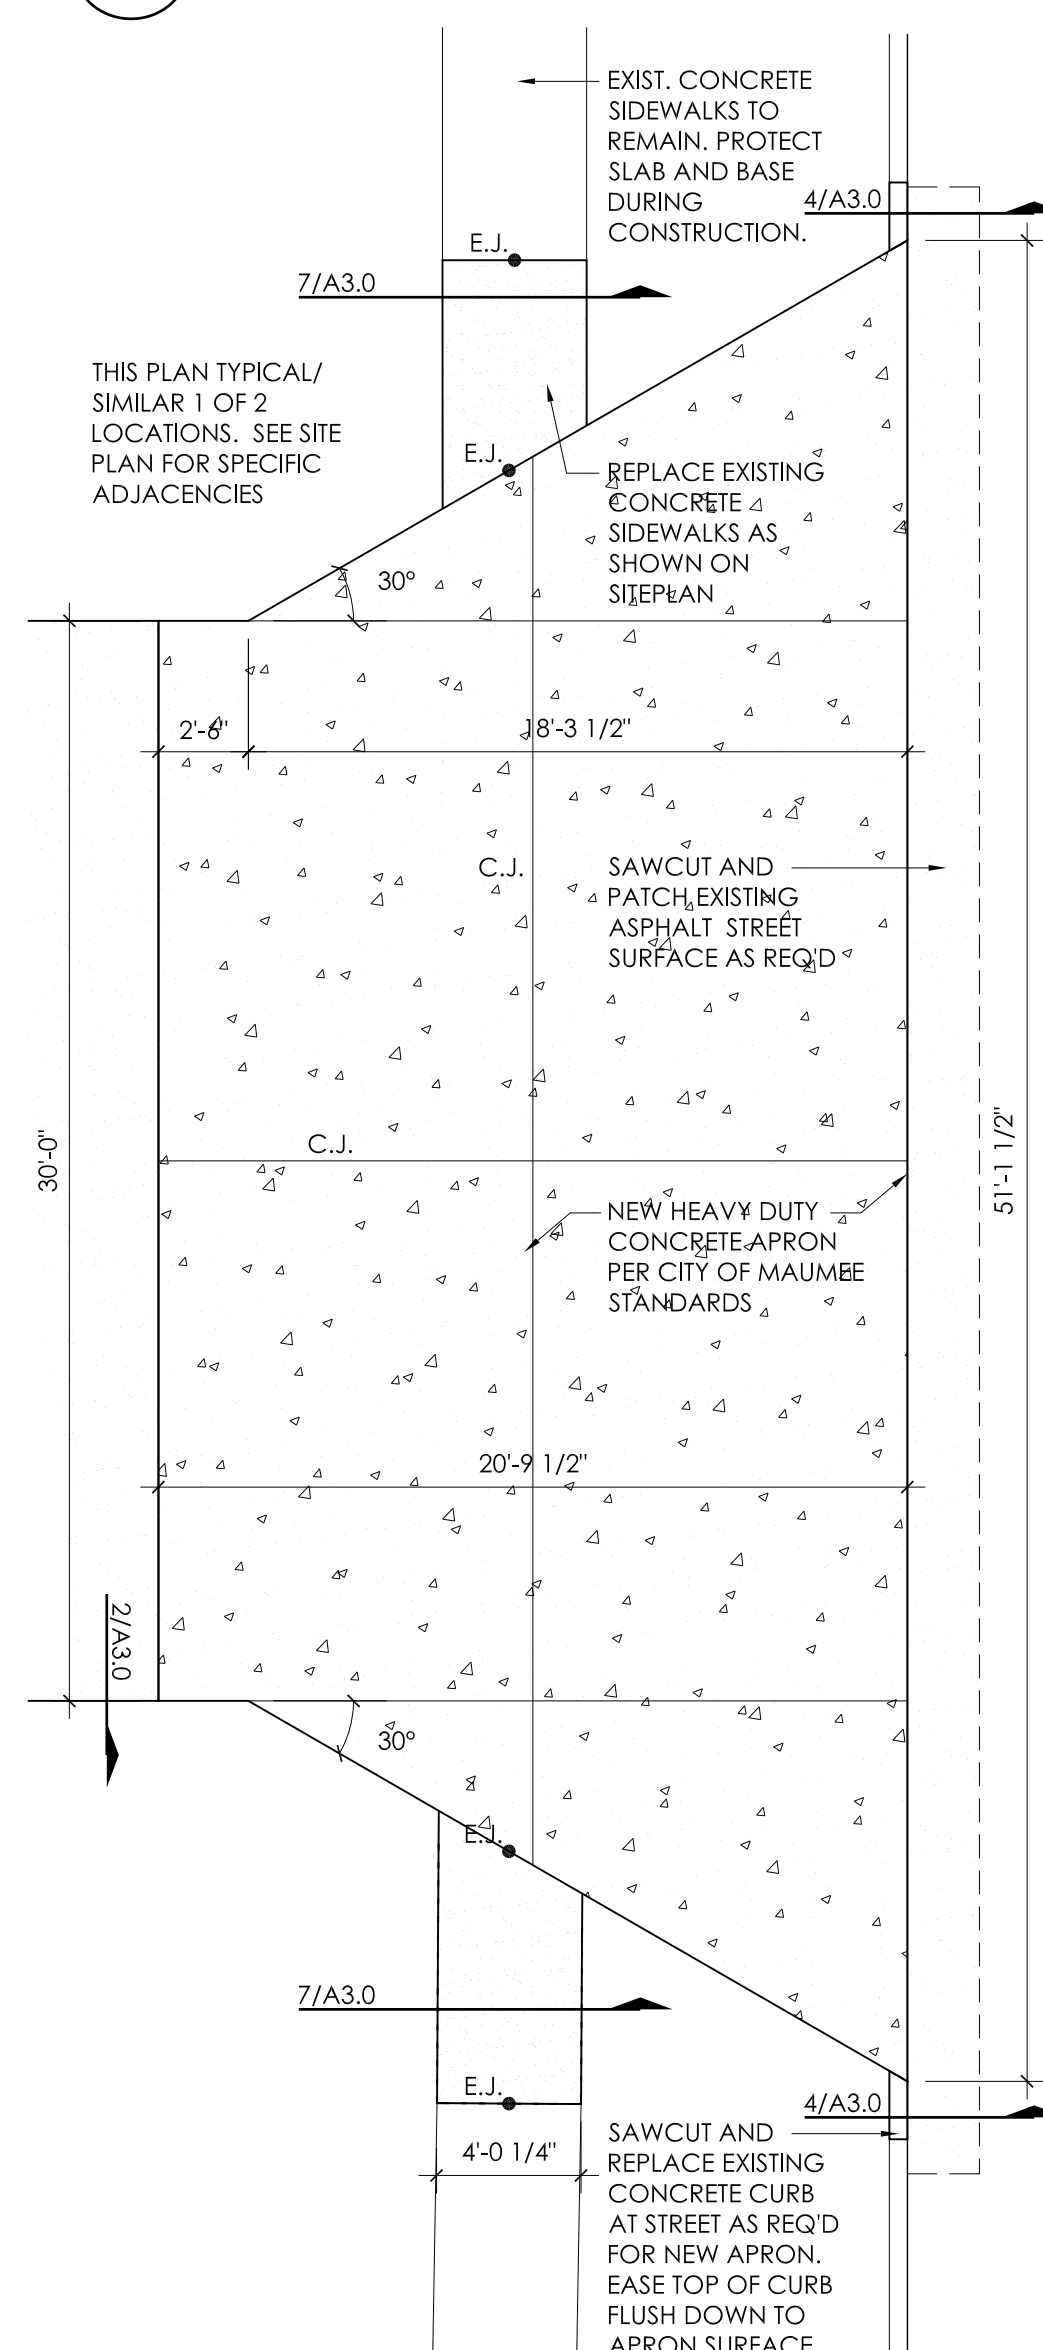 EXIST. CONCRETE
SIDEWALKS TO
REMAIN. PROTECT
SLAB AND BASE
DURING
CONSTRUCTION.
4/A3.0
E.J.
7/A3.0
THIS PLAN TYPICAL/
SIMILAR 1 OF 2
LOCATIONS. SEE SITE
PLAN FOR SPECIFIC
ADJACENCIES
E.J.
REPLACE EXISTING
CONCRETE
SIDEWALKS AS
SHOWN ON
SITEPLAN
30°
2'-6"
18'-3 1/2"
C.J.
SAWCUT AND
PATCH EXISTING
ASPHALT STREET
SURFACE AS REQ'D
30'-0"
C.J.
51'-1 1/2"
NEW HEAVY DUTY
CONCRETE APRON
PER CITY OF MAUMEE
STANDARDS
20'-9 1/2"
2/A3.0
30°
E.J.
7/A3.0
E.J.
4/A3.0
4'-0 1/4"
SAWCUT AND
REPLACE EXISTING
CONCRETE CURB
AT STREET AS REQ'D
FOR NEW APRON.
EASE TOP OF CURB
FLUSH DOWN TO
APRON SURFACE